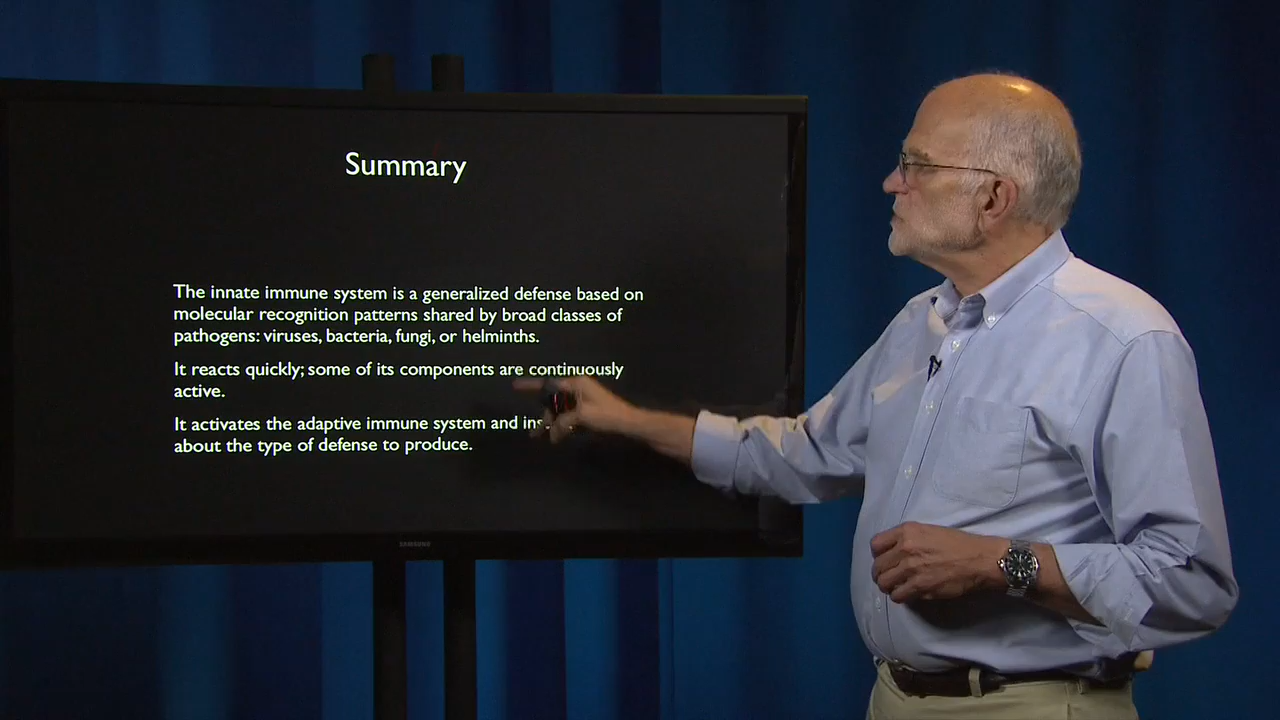 Summary
The innate immune system is a generalized defense based on
molecular recognition patterns shared by broad classes of
pathogens: viruses, bacteria, fungi, or helminths.
It reacts quickly; some of its components are continuously
active.
It activates the adaptive immune system and
about the type of defense to produce.
SAMSUNG